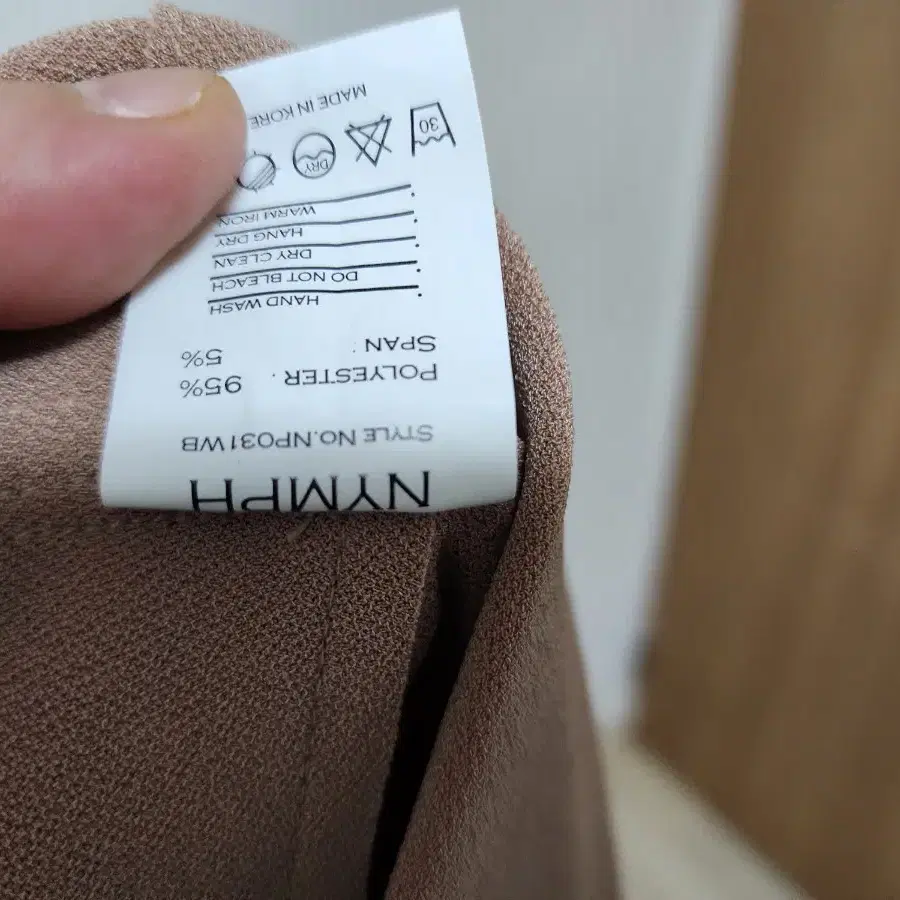 NYMPH
STYLE No.NP031WB
POLYESTER : 95%
SPAN : 5%
HAND WASH
DO NOT BLEACH
DRY CLEAN
HANG DRY
WARM IRON
30 DRY
MADE IN KORE